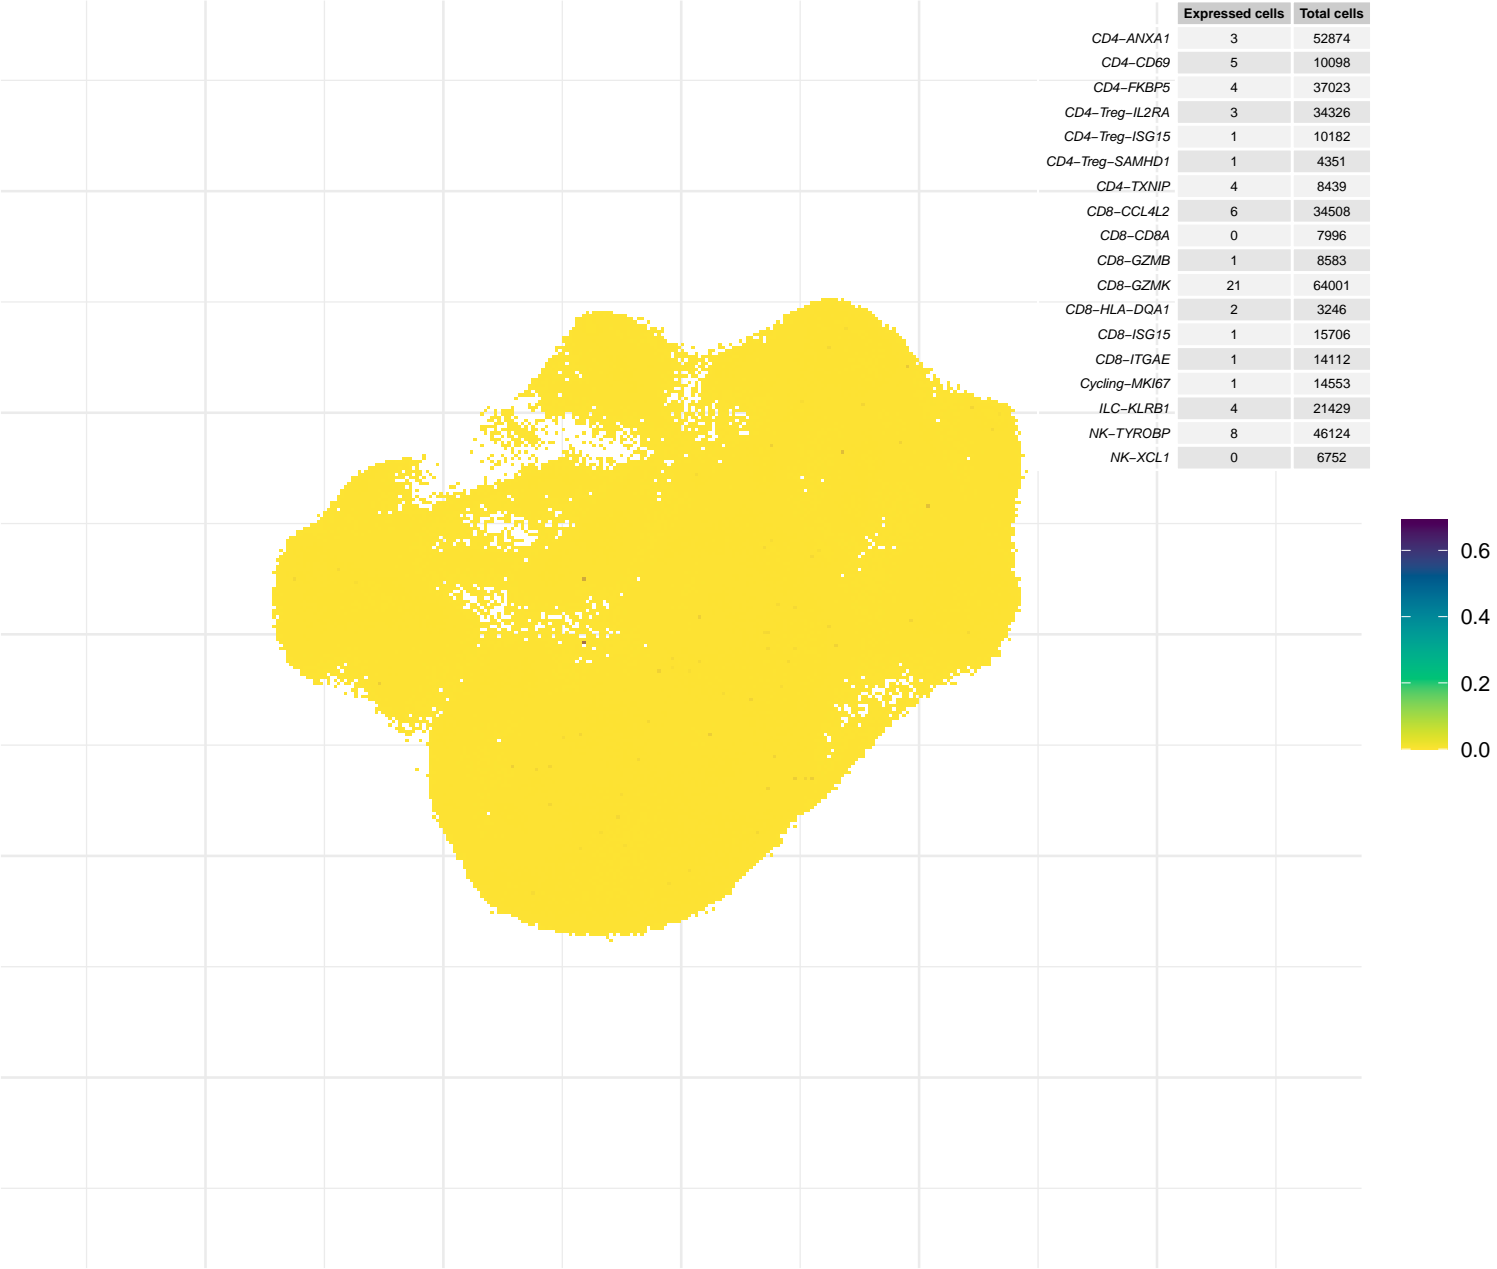 Expressed cells Total cells
CD4−ANXA1 3 52874
CD4−CD69 5 10098
CD4−FKBP5 4 37023
CD4−Treg−IL2RA 3 34326
CD4−Treg−ISG15 1 10182
CD4−Treg−SAMHD1 1 4351
CD4−TXNIP 4 8439
CD8−CCL4L2 6 34508
CD8−CD8A 0 7996
CD8−GZMB 1 8583
CD8−GZMK 21 64001
CD8−HLA−DQA1 2 3246
CD8−ISG15 1 15706
CD8−ITGAE 1 14112
Cycling−MKI67 1 14553
ILC−KLRB1 4 21429
NK−TYROBP 8 46124
NK−XCL1 0 6752
0.6
0.4
0.2
0.0